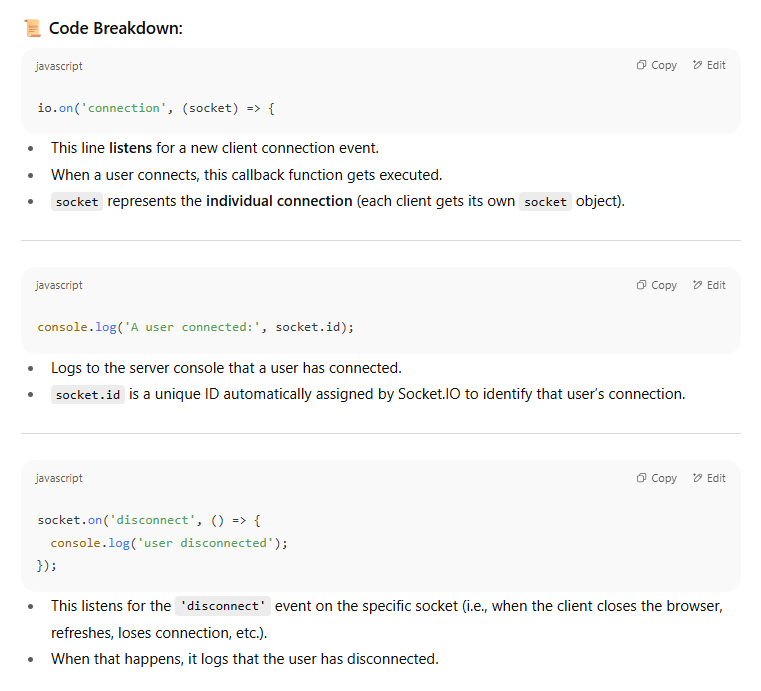 📜 Code Breakdown:
javascript Copy Edit
io.on('connection', (socket) => {
• This line listens for a new client connection event.
• When a user connects, this callback function gets executed.
• socket represents the individual connection (each client gets its own socket object).
javascript Copy Edit
console.log('A user connected:', socket.id);
• Logs to the server console that a user has connected.
• socket.id is a unique ID automatically assigned by Socket.IO to identify that user’s connection.
javascript Copy Edit
socket.on('disconnect', () => {
  console.log('user disconnected');
});
• This listens for the 'disconnect' event on the specific socket (i.e., when the client closes the browser,
refreshes, loses connection, etc.).
• When that happens, it logs that the user has disconnected.